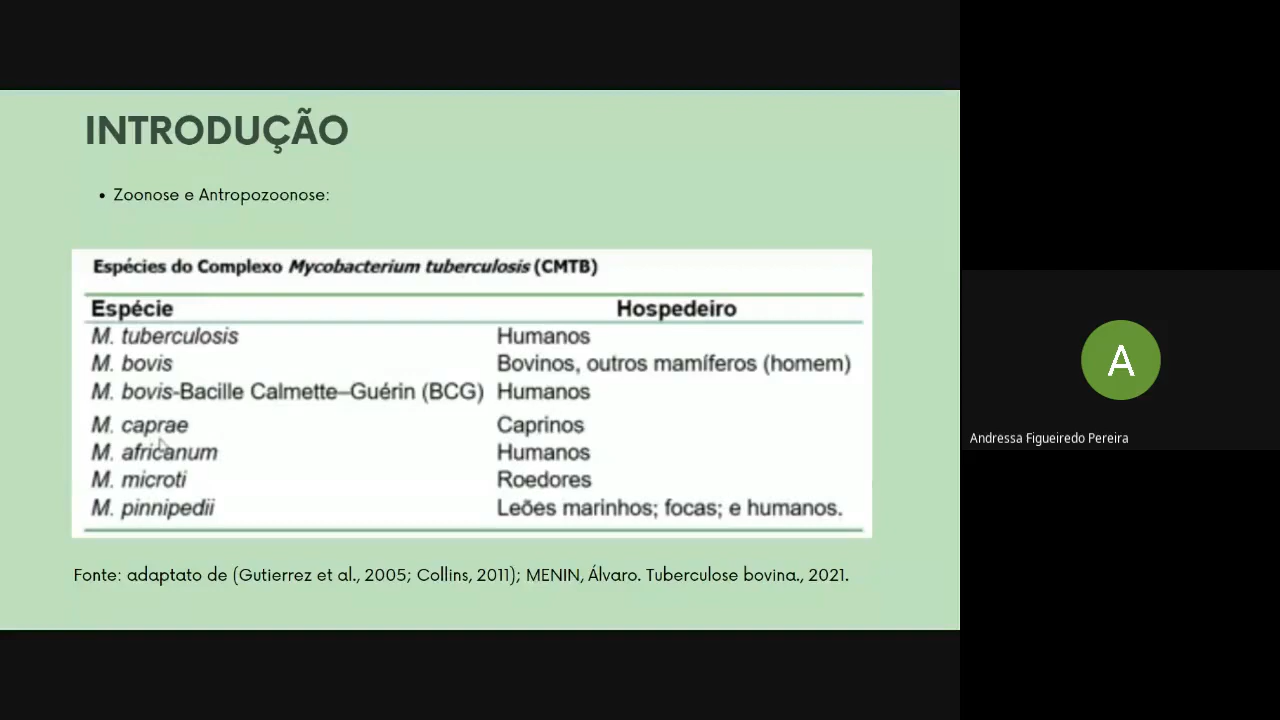 INTRODUÇÃO
• Zoonose e Antropozoonose:
Espécies do Complexo Mycobacterium tuberculosis (CMTB)
Espécie Hospedeiro
M. tuberculosis Humanos
M. bovis Bovinos, outros mamíferos (homem)
M. bovis-Bacille Calmette–Guérin (BCG) Humanos
M. caprae Caprinos
M. africanum Humanos
M. microti Roedores
M. pinnipedii Leões marinhos; focas; e humanos.
Fonte: adaptato de (Gutierrez et al., 2005; Collins, 2011); MENIN, Álvaro. Tuberculose bovina., 2021.
A
Andressa Figueiredo Pereira